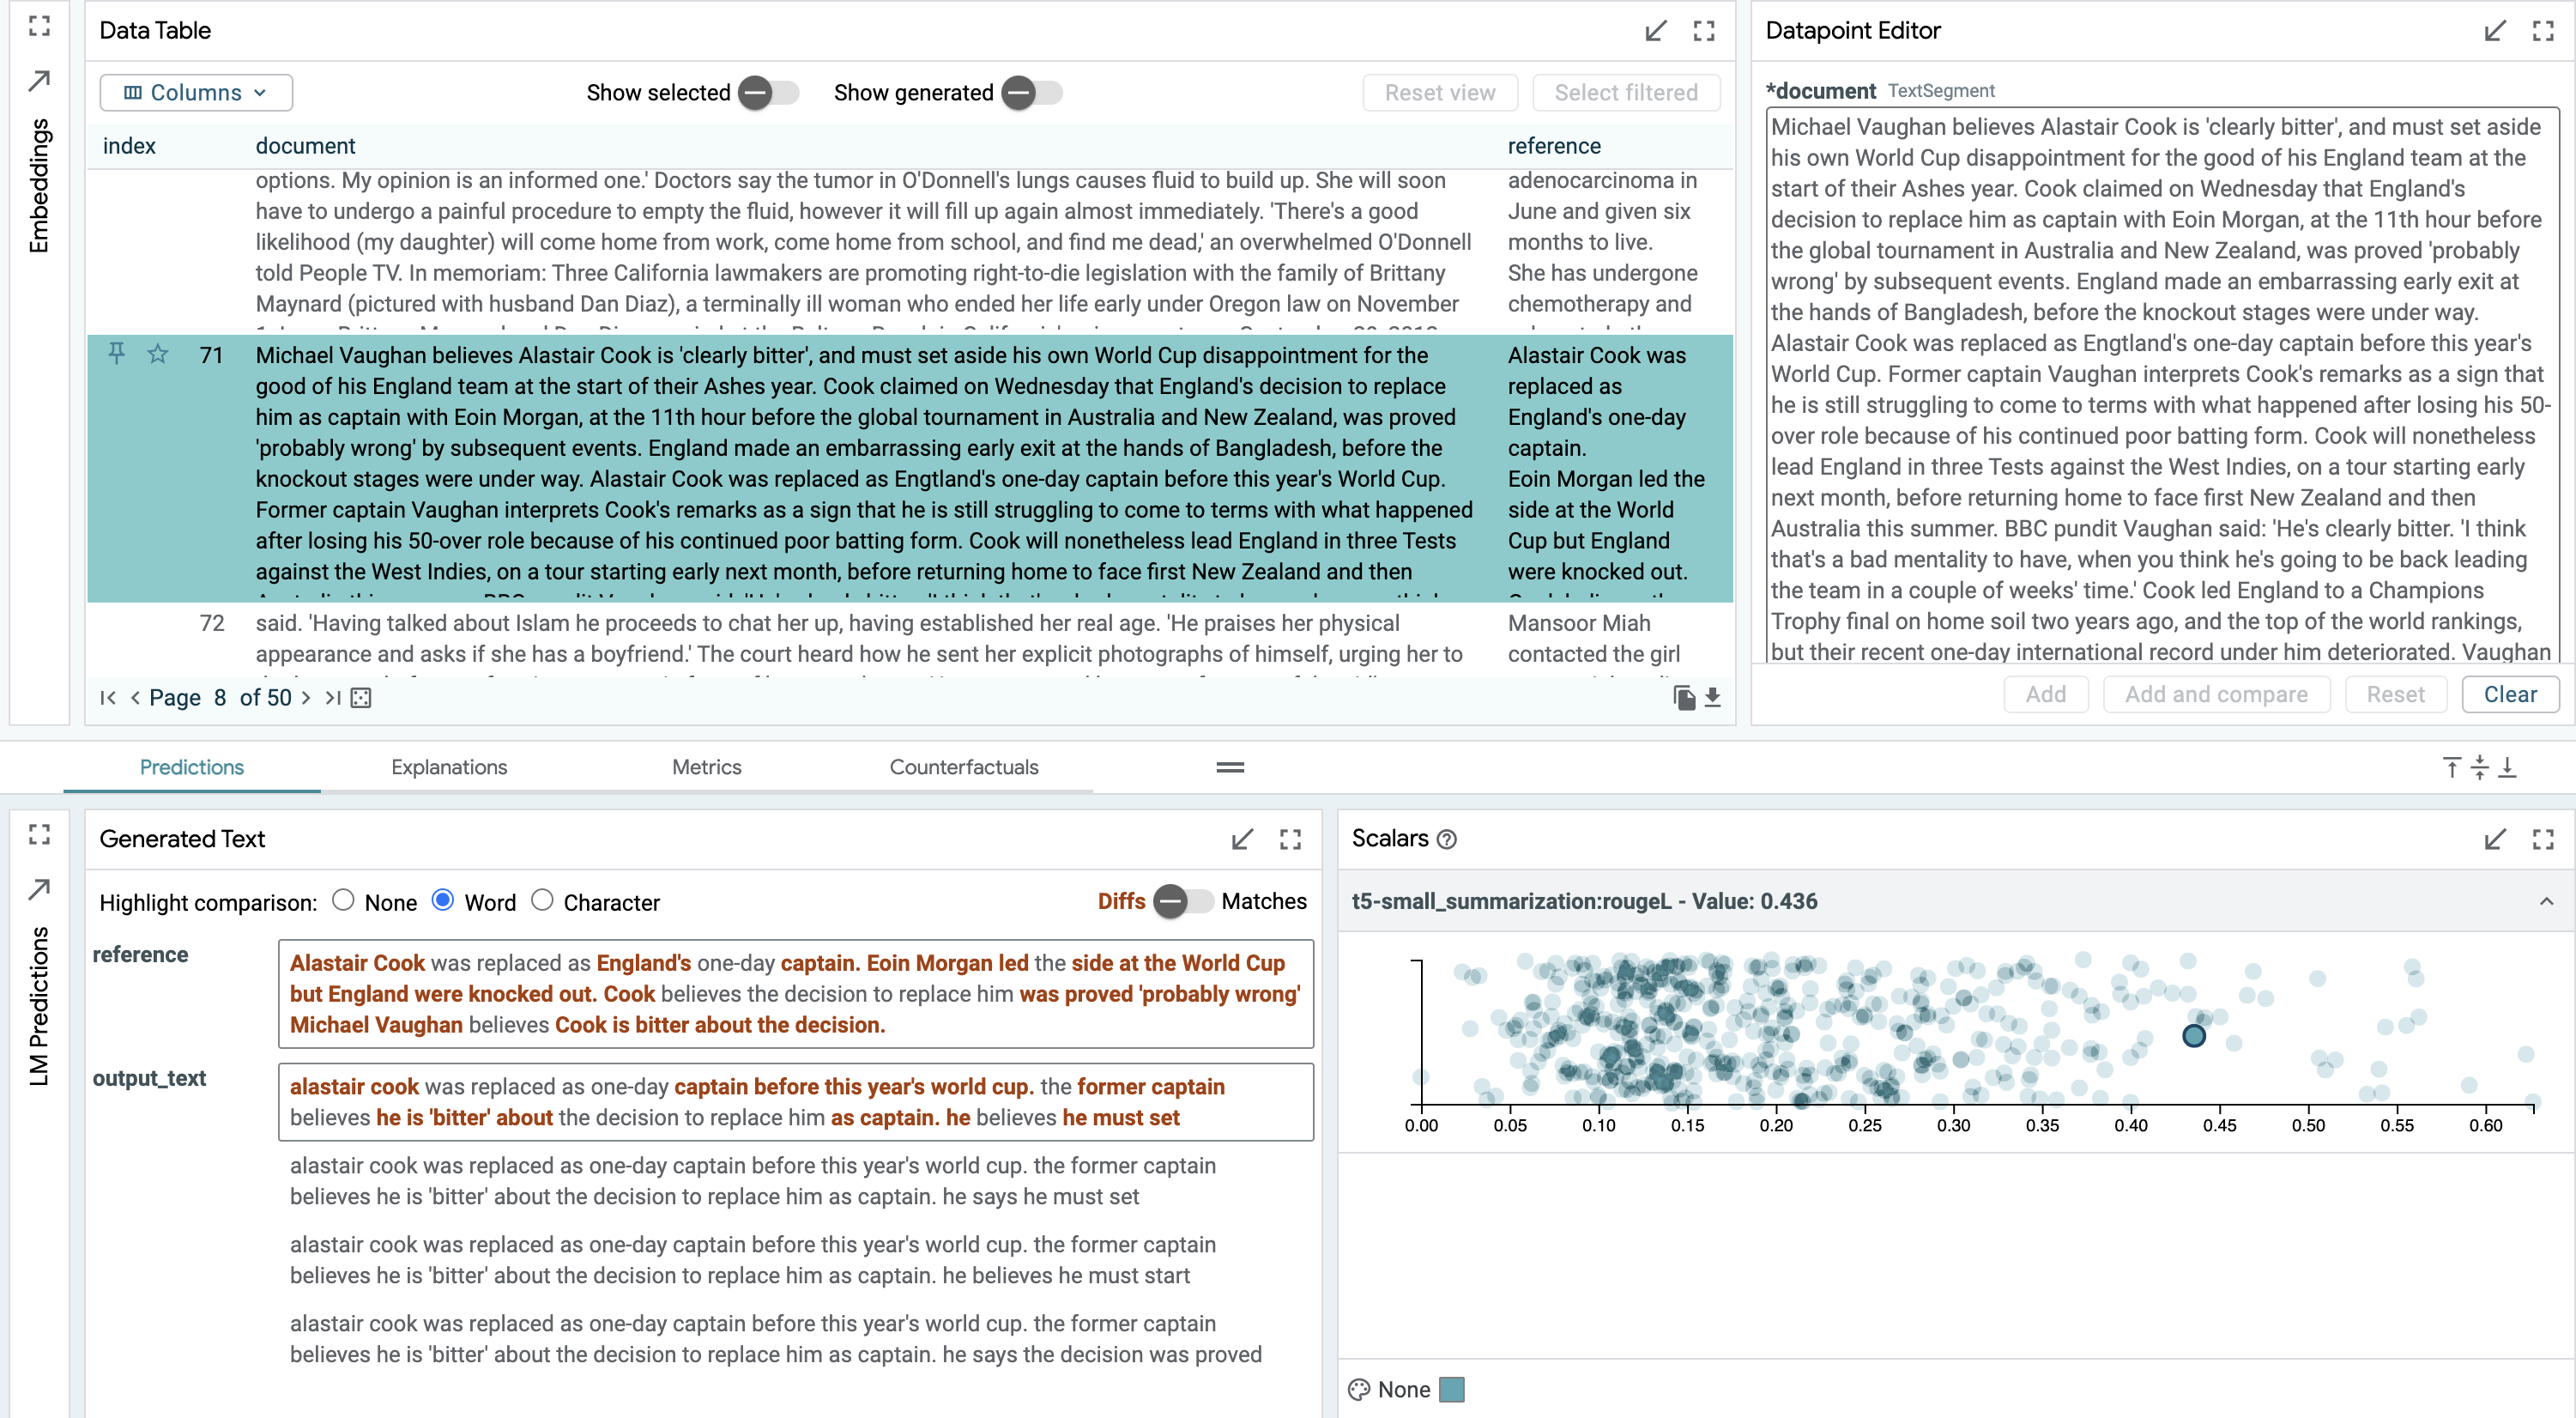 Embeddings
Data Table
Columns
Show selected
Show generated
Reset view
Select filtered
index document reference
options. My opinion is an informed one.' Doctors say the tumor in O'Donnell's lungs causes fluid to build up. She will soon
have to undergo a painful procedure to empty the fluid, however it will fill up again almost immediately. 'There's a good
likelihood (my daughter) will come home from work, come home from school, and find me dead,' an overwhelmed O'Donnell
told People TV. In memoriam: Three California lawmakers are promoting right-to-die legislation with the family of Brittany
Maynard (pictured with husband Dan Diaz), a terminally ill woman who ended her life early under Oregon law on November
adenocarcinoma in
June and given six
months to live.
She has undergone
chemotherapy and
71
Michael Vaughan believes Alastair Cook is 'clearly bitter', and must set aside his own World Cup disappointment for the
good of his England team at the start of their Ashes year. Cook claimed on Wednesday that England's decision to replace
him as captain with Eoin Morgan, at the 11th hour before the global tournament in Australia and New Zealand, was proved
'probably wrong' by subsequent events. England made an embarrassing early exit at the hands of Bangladesh, before the
knockout stages were under way. Alastair Cook was replaced as Engtland's one-day captain before this year's World Cup.
Former captain Vaughan interprets Cook's remarks as a sign that he is still struggling to come to terms with what happened
after losing his 50-over role because of his continued poor batting form. Cook will nonetheless lead England in three Tests
against the West Indies, on a tour starting early next month, before returning home to face first New Zealand and then
Alastair Cook was
replaced as
England's one-day
captain.
Eoin Morgan led the
side at the World
Cup but England
were knocked out.
72
said. 'Having talked about Islam he proceeds to chat her up, having established her real age. 'He praises her physical
appearance and asks if she has a boyfriend.' The court heard how he sent her explicit photographs of himself, urging her to
Mansoor Miah
contacted the girl
Page 8 of 50
Datapoint Editor
*document TextSegment
Michael Vaughan believes Alastair Cook is 'clearly bitter', and must set aside
his own World Cup disappointment for the good of his England team at the
start of their Ashes year. Cook claimed on Wednesday that England's
decision to replace him as captain with Eoin Morgan, at the 11th hour before
the global tournament in Australia and New Zealand, was proved 'probably
wrong' by subsequent events. England made an embarrassing early exit at
the hands of Bangladesh, before the knockout stages were under way.
Alastair Cook was replaced as Engtland's one-day captain before this year's
World Cup. Former captain Vaughan interprets Cook's remarks as a sign that
he is still struggling to come to terms with what happened after losing his 50-
over role because of his continued poor batting form. Cook will nonetheless
lead England in three Tests against the West Indies, on a tour starting early
next month, before returning home to face first New Zealand and then
Australia this summer. BBC pundit Vaughan said: 'He's clearly bitter. 'I think
that's a bad mentality to have, when you think he's going to be back leading
the team in a couple of weeks' time.' Cook led England to a Champions
Trophy final on home soil two years ago, and the top of the world rankings,
but their recent one-day international record under him deteriorated. Vaughan
Add
Add and compare
Reset
Clear
Predictions
Explanations
Metrics
Counterfactuals
LM Predictions
Generated Text
Highlight comparison: None Word Character
Diffs Matches
reference
Alastair Cook was replaced as England's one-day captain. Eoin Morgan led the side at the World Cup
but England were knocked out. Cook believes the decision to replace him was proved 'probably wrong'
Michael Vaughan believes Cook is bitter about the decision.
output_text
alastair cook was replaced as one-day captain before this year's world cup. the former captain
believes he is 'bitter' about the decision to replace him as captain. he believes he must set
alastair cook was replaced as one-day captain before this year's world cup. the former captain
believes he is 'bitter' about the decision to replace him as captain. he says he must set
alastair cook was replaced as one-day captain before this year's world cup. the former captain
believes he is 'bitter' about the decision to replace him as captain. he believes he must start
alastair cook was replaced as one-day captain before this year's world cup. the former captain
believes he is 'bitter' about the decision to replace him as captain. he says the decision was proved
Scalars
t5-small_summarization:rougeL - Value: 0.436
0.00 0.05 0.10 0.15 0.20 0.25 0.30 0.35 0.40 0.45 0.50 0.55 0.60
None